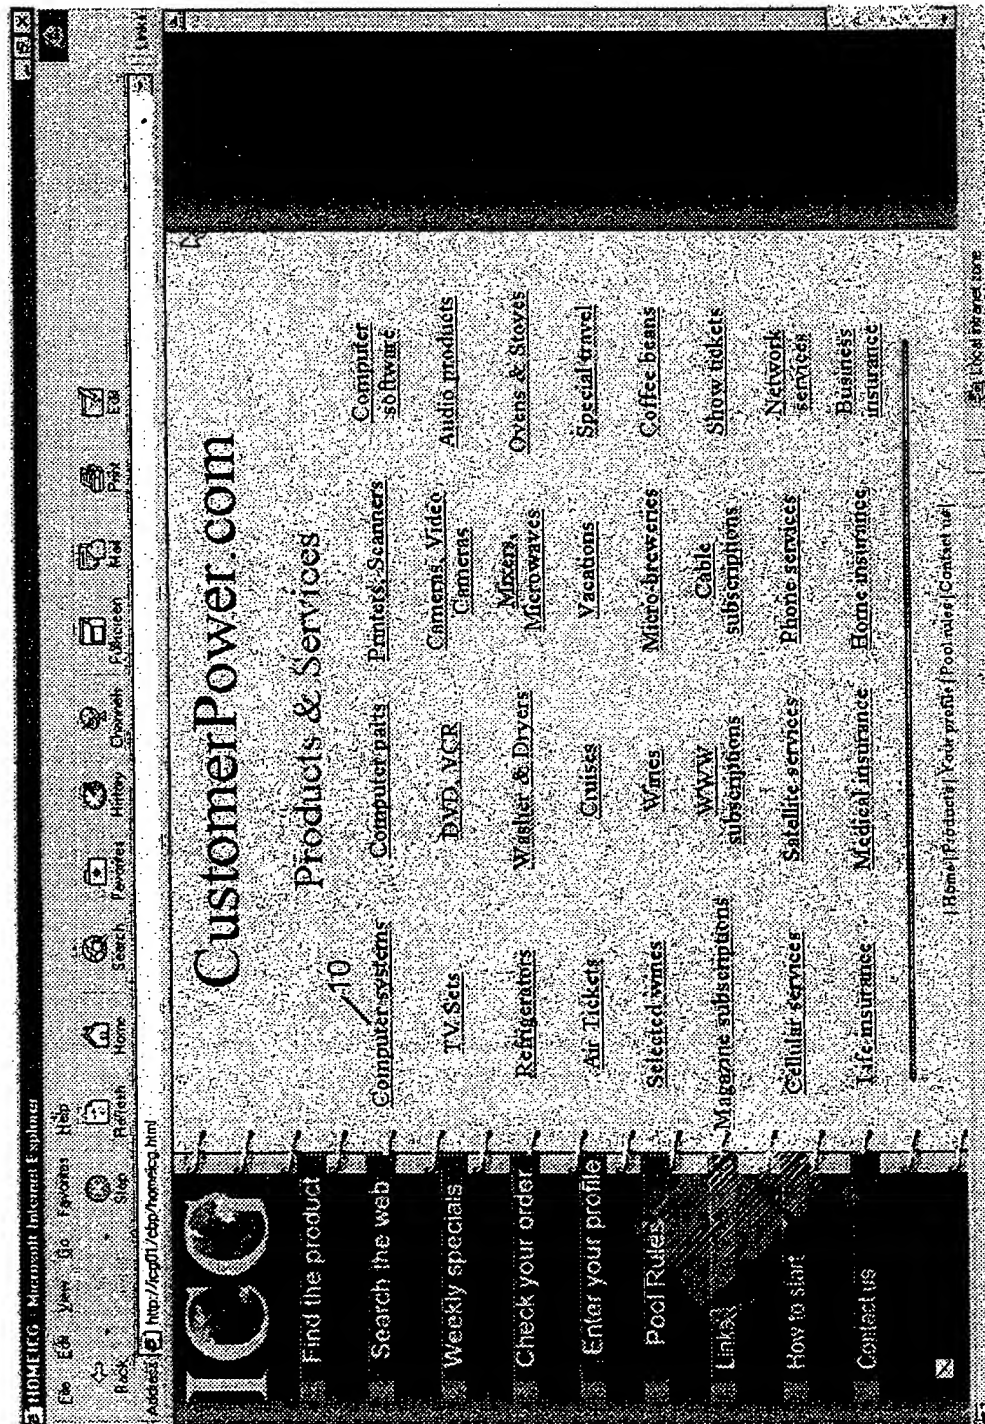 HOMEICG - Microsoft Internet Explorer
File Edit View Go Favorites Help
Back Stop Refresh Home Search Favorites History Channels Fullscreen Mail Print Edit
Address http://icg01/cbp/homeicg.html
Links
Find the product
Search the web
Weekly specials
Check your order
Enter your profile
Pool Rules
Links
How to start
Contact us
CustomerPower.com
Products & Services
10
Computer systems Computer parts Printers, Scanners Computer software
TV Sets DVD, VCR Cameras, Video Cameras Audio products
Refrigerators Washer & Dryers Mixers, Microwaves Ovens & Stoves
Air Tickets Cruises Vacations Special travel
Selected wines Wines Micro-breweries Coffee beans
Magazine subscriptions WWW subscriptions Cable subscriptions Show tickets
Cellular services Satellite services Phone services Network services
Life insurance Medical insurance Home insurance Business insurance
|Home|Products|Your profile|Pool rules|Contact us|
Local intranet zone